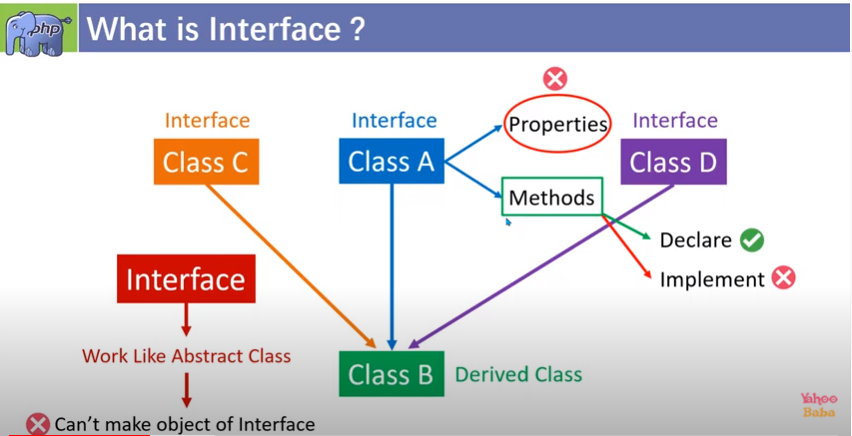 php
What is Interface ?
Interface
Class C
Interface
Class A
Properties
Interface
Class D
Methods
Declare
Implement
Interface
Work Like Abstract Class
Can't make object of Interface
Class B
Derived Class
Yahoo
Baba